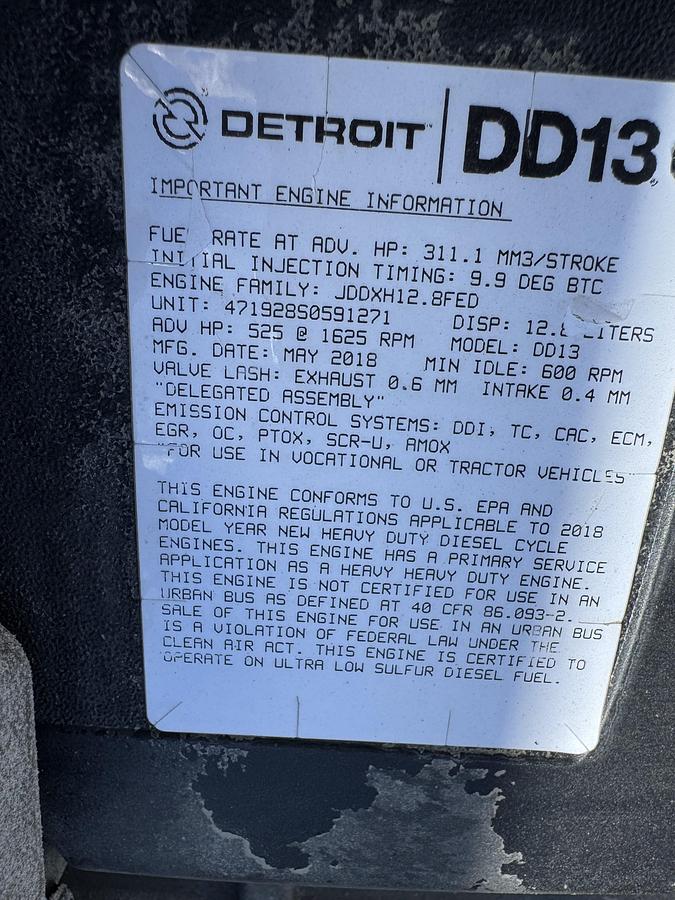 DETROIT DD13
IMPORTANT ENGINE INFORMATION
FUE RATE AT ADV. HP: 311.1 MM3/STROKE
INITIAL INJECTION TIMING: 9.9 DEG BTC
ENGINE FAMILY: JDDXH12.8FED
UNIT: 471928S0591271 DISP: 12.8 LITERS
ADV HP: 525 @ 1625 RPM MODEL: DD13
MFG. DATE: MAY 2018 MIN IDLE: 600 RPM
VALVE LASH: EXHAUST 0.6 MM INTAKE 0.4 MM
"DELEGATED ASSEMBLY"
EMISSION CONTROL SYSTEMS: DDI, TC, CAC, ECM,
EGR, OC, PTOX, SCR-U, AMOX
"FOR USE IN VOCATIONAL OR TRACTOR VEHICLES"
THIS ENGINE CONFORMS TO U.S. EPA AND
CALIFORNIA REGULATIONS APPLICABLE TO 2018
MODEL YEAR NEW HEAVY DUTY DIESEL CYCLE
ENGINES. THIS ENGINE HAS A PRIMARY SERVICE
APPLICATION AS A HEAVY HEAVY DUTY ENGINE.
THIS ENGINE IS NOT CERTIFIED FOR USE IN AN
URBAN BUS AS DEFINED AT 40 CFR 86.093-2.
SALE OF THIS ENGINE FOR USE IN AN URBAN BUS
IS A VIOLATION OF FEDERAL LAW UNDER THE
CLEAN AIR ACT. THIS ENGINE IS CERTIFIED TO
OPERATE ON ULTRA LOW SULFUR DIESEL FUEL.